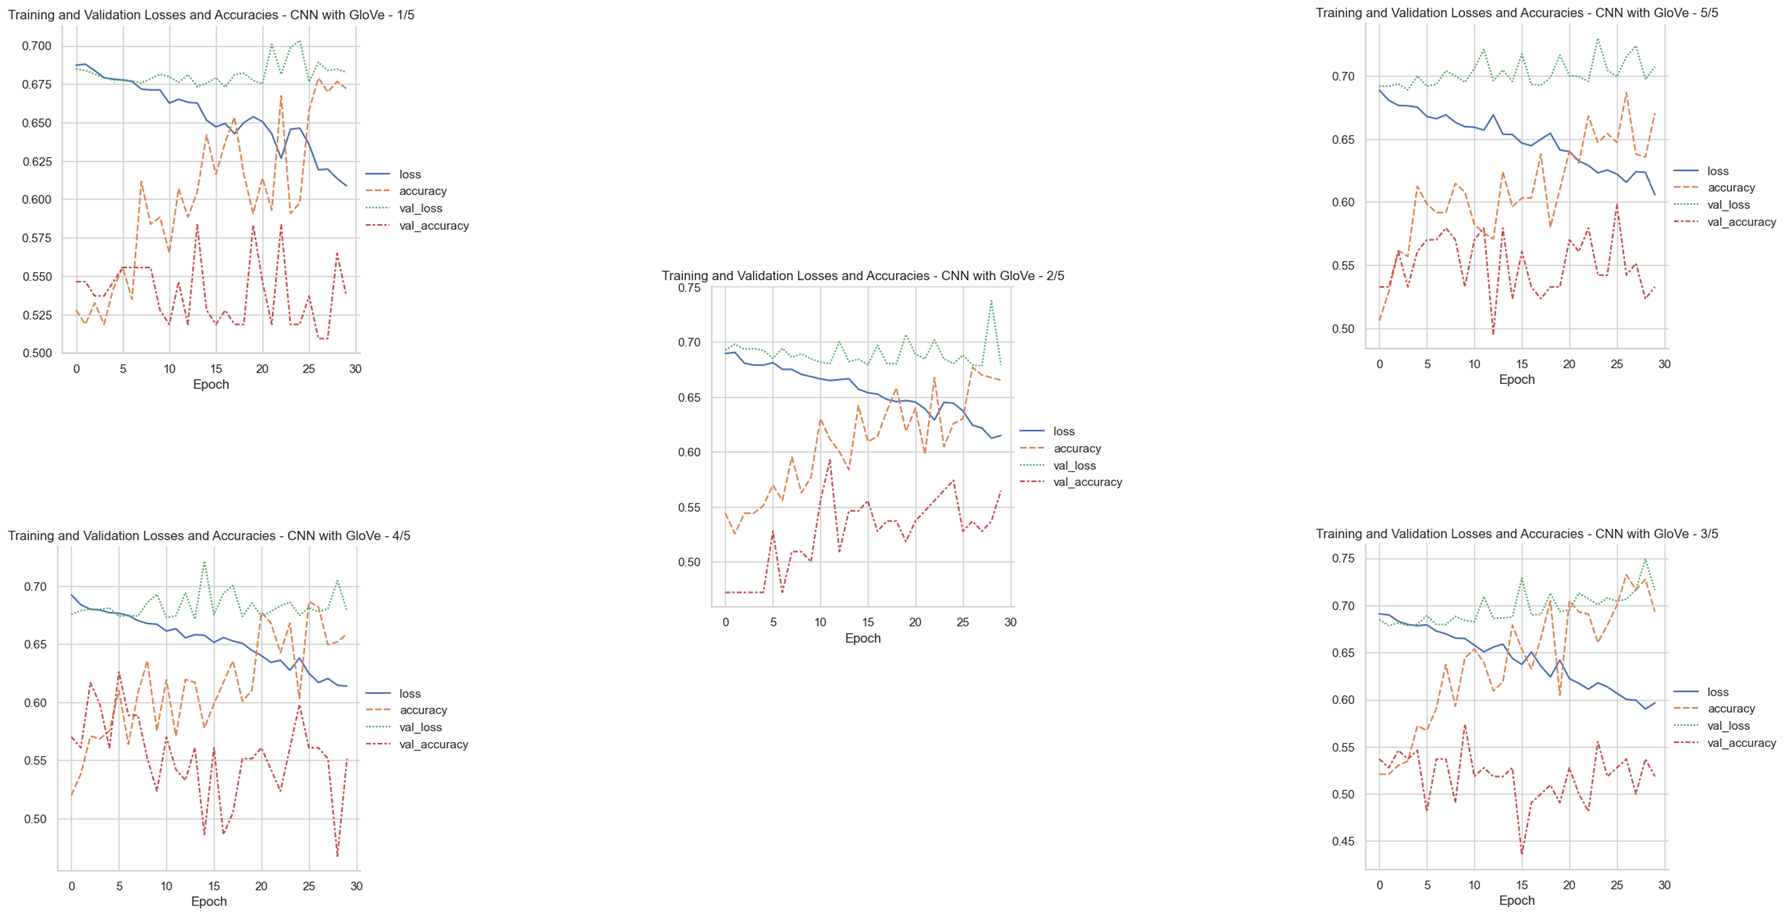 Training and Validation Losses and Accuracies - CNN with GloVe - 1/5
0.700
0.675
0.650
0.625
0.600
0.575
0.550
0.525
0.500
0 5 10 15 20 25 30
Epoch
loss
accuracy
val_loss
val_accuracy
Training and Validation Losses and Accuracies - CNN with GloVe - 5/5
0.70
0.65
0.60
0.55
0.50
0 5 10 15 20 25 30
Epoch
loss
accuracy
val_loss
val_accuracy
Training and Validation Losses and Accuracies - CNN with GloVe - 2/5
0.75
0.70
0.65
0.60
0.55
0.50
0 5 10 15 20 25 30
Epoch
loss
accuracy
val_loss
val_accuracy
Training and Validation Losses and Accuracies - CNN with GloVe - 4/5
0.70
0.65
0.60
0.55
0.50
0 5 10 15 20 25 30
Epoch
loss
accuracy
val_loss
val_accuracy
Training and Validation Losses and Accuracies - CNN with GloVe - 3/5
0.75
0.70
0.65
0.60
0.55
0.50
0.45
0 5 10 15 20 25 30
Epoch
loss
accuracy
val_loss
val_accuracy